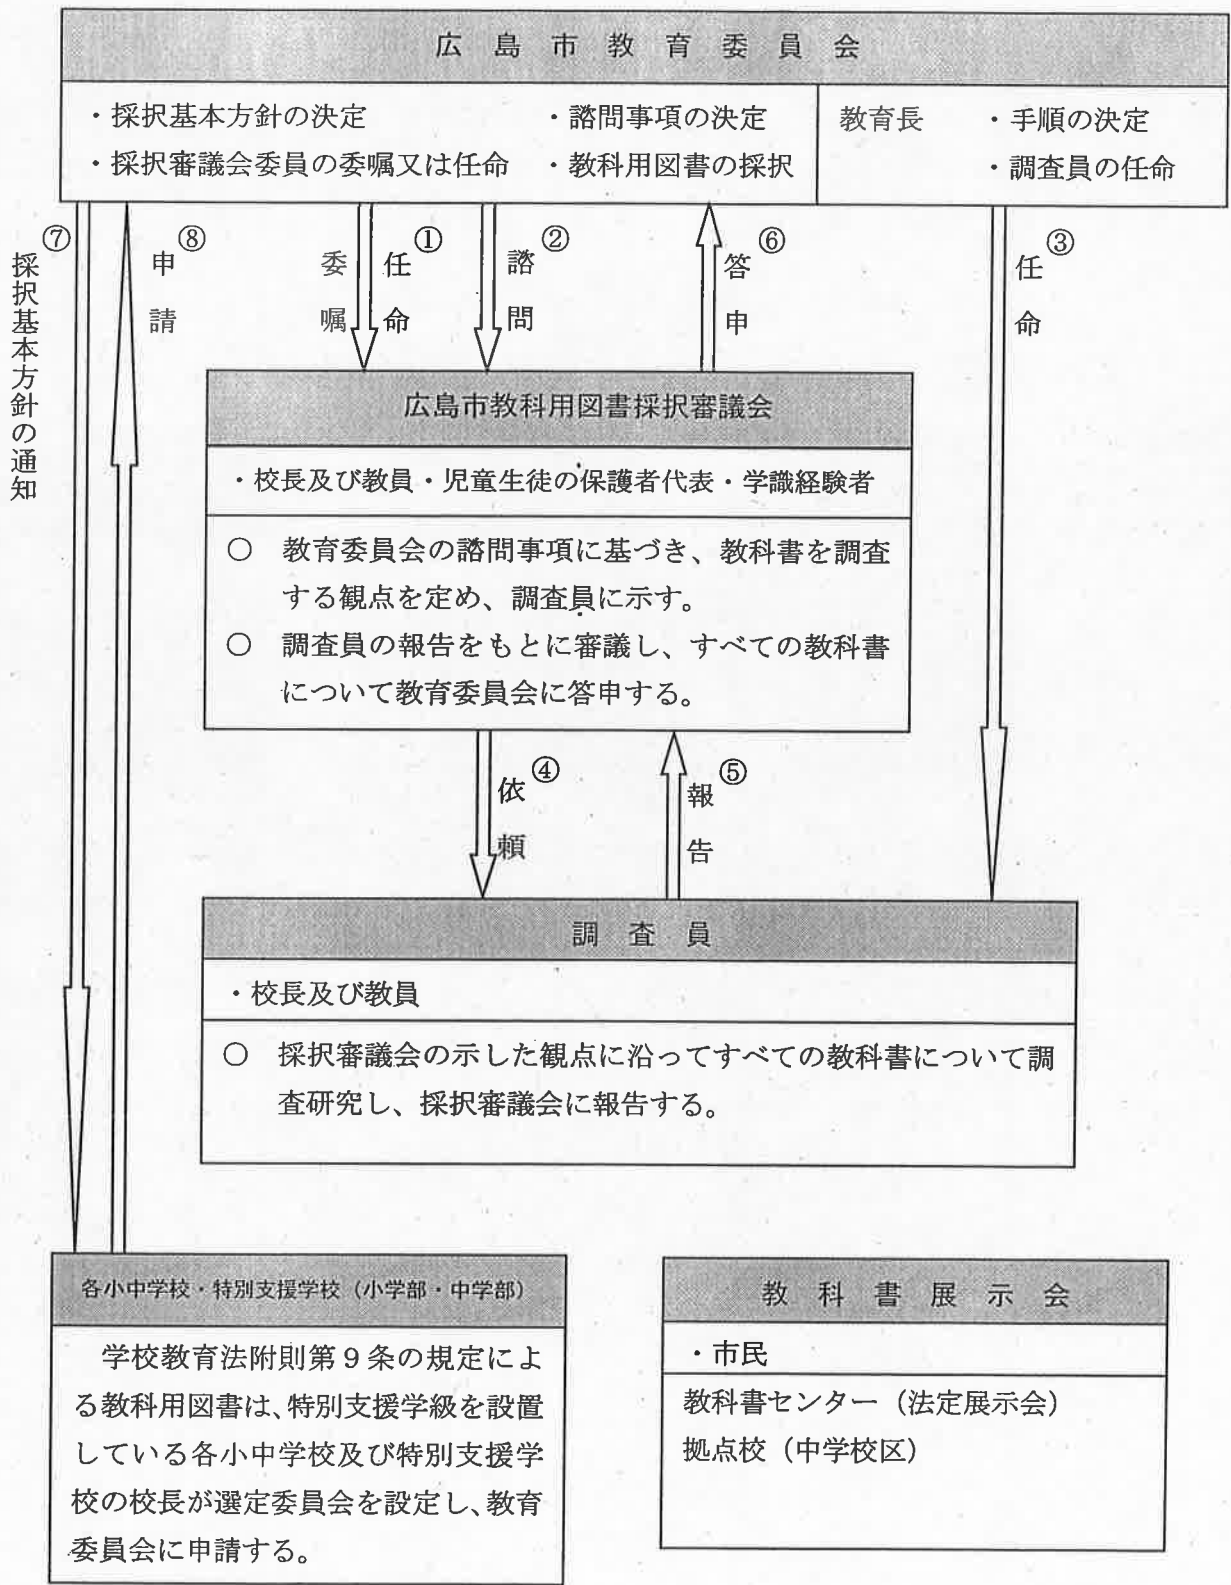 広島市教育委員会
・採択基本方針の決定
・諮問事項の決定
・採択審議会委員の委嘱又は任命
・教科用図書の採択
教育長
・手順の決定
・調査員の任命
⑦
採択基本方針の通知
⑧
申請
①
委嘱
任命
②
諮問
⑥
答申
③
任命
広島市教科用図書採択審議会
・校長及び教員・児童生徒の保護者代表・学識経験者
○ 教育委員会の諮問事項に基づき、教科書を調査
する観点を定め、調査員に示す。
○ 調査員の報告をもとに審議し、すべての教科書
について教育委員会に答申する。
④
依頼
⑤
報告
調査員
・校長及び教員
○ 採択審議会の示した観点に沿ってすべての教科書について調
査研究し、採択審議会に報告する。
各小中学校・特別支援学校（小学部・中学部）
学校教育法附則第９条の規定によ
る教科用図書は、特別支援学級を設置
している各小中学校及び特別支援学
校の校長が選定委員会を設定し、教育
委員会に申請する。
教科書展示会
・市民
教科書センター（法定展示会）
拠点校（中学校区）